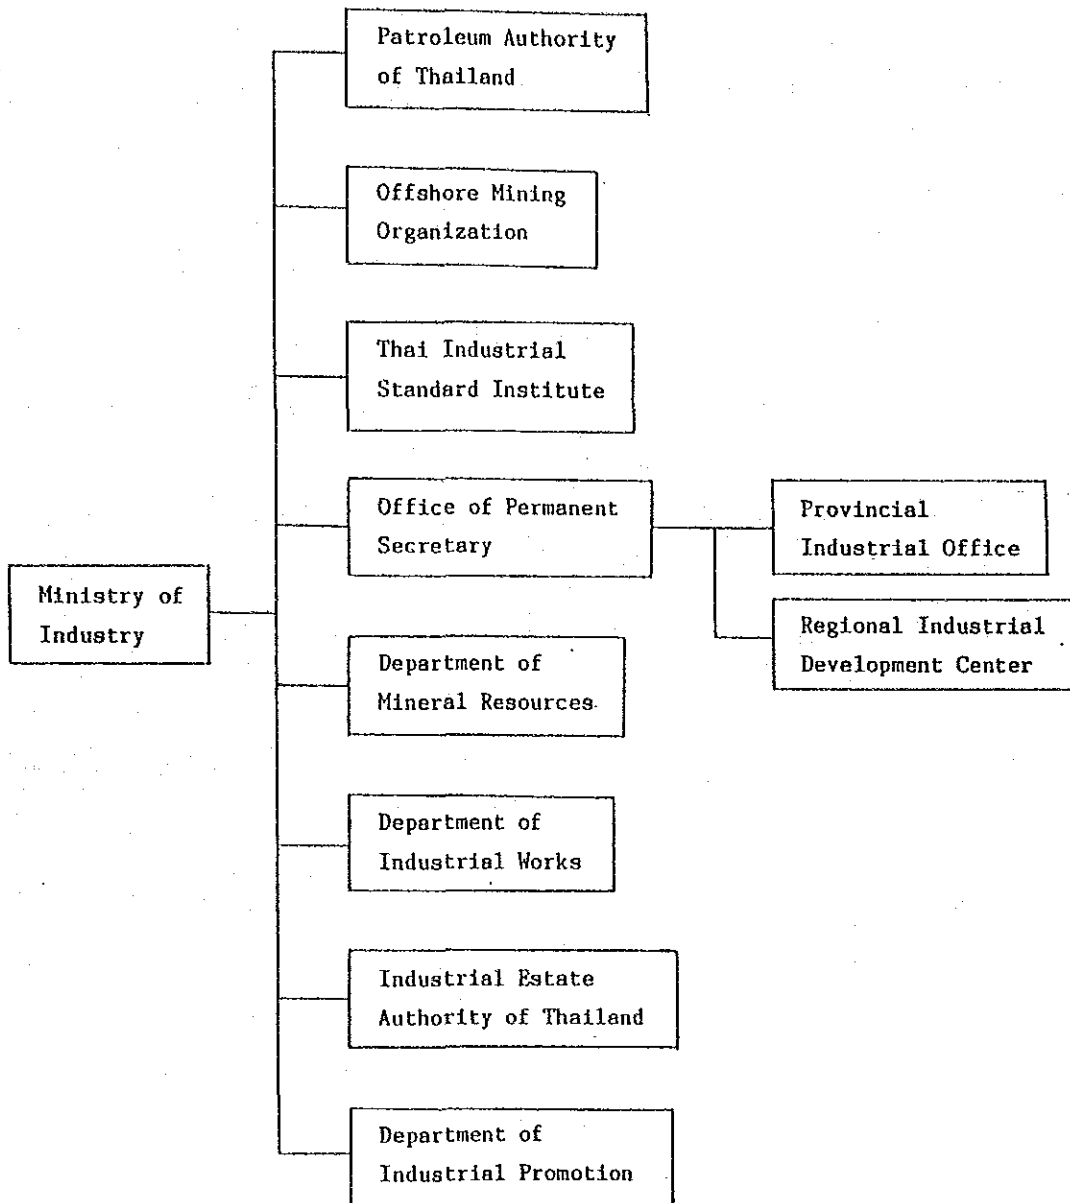 Patroleum Authority
of Thailand
Offshore Mining
Organization
Thai Industrial
Standard Institute
Office of Permanent
Secretary
Provincial
Industrial Office
Ministry of
Industry
Regional Industrial
Development Center
Department of
Mineral Resources
Department of
Industrial Works
Industrial Estate
Authority of Thailand
Department of
Industrial Promotion